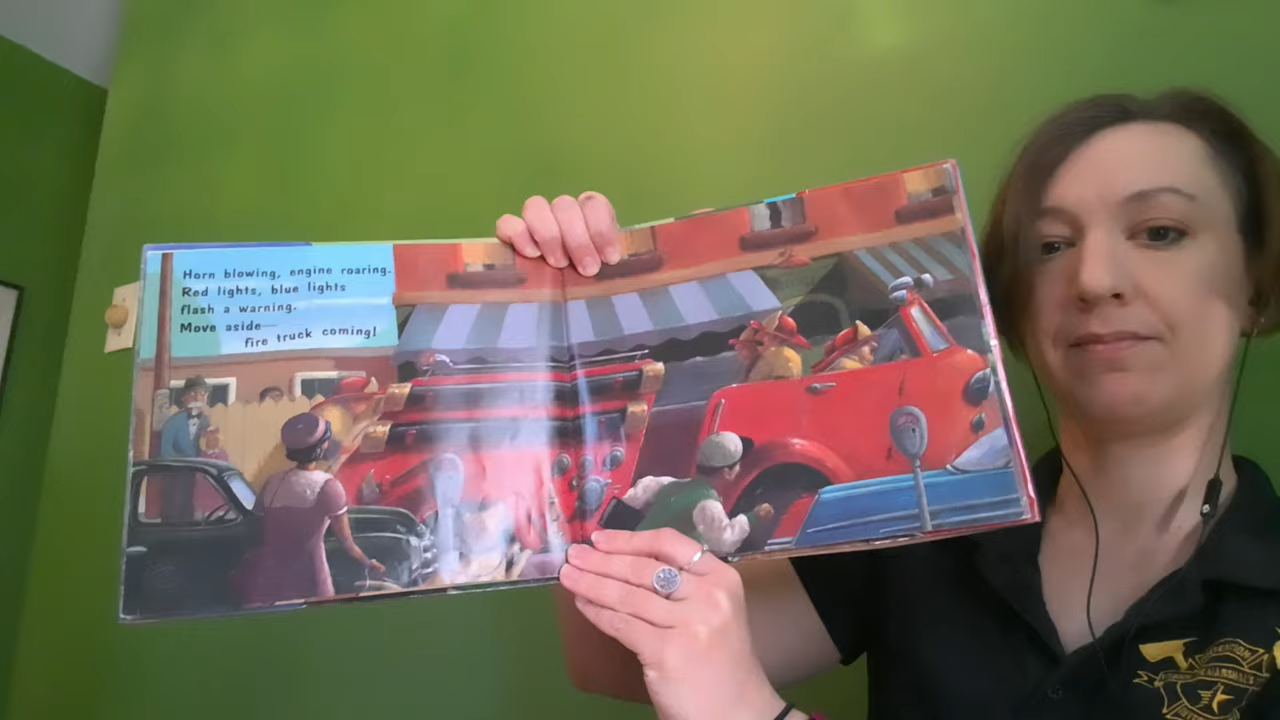 Horn blowing, engine roaring.
Red lights, blue lights
flash a warning.
Move aside—
fire truck coming!